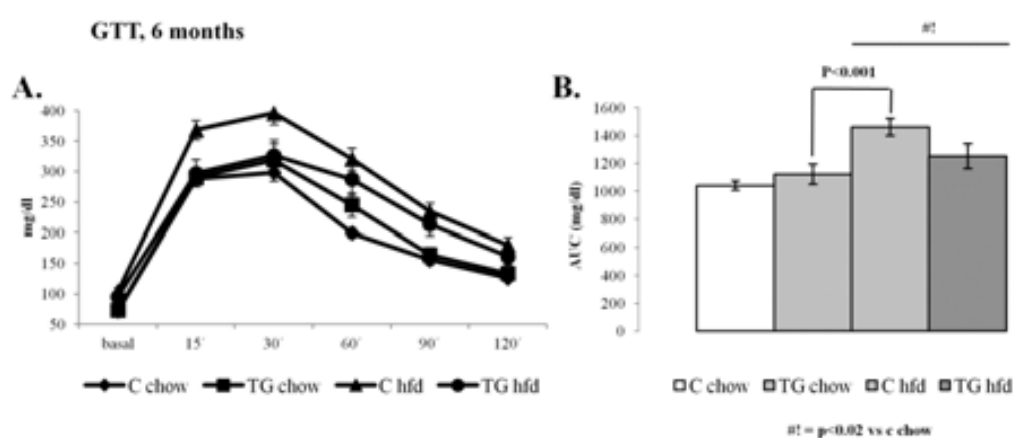 GTT, 6 months
#!
P<0.001
A.
B.
400
350
300
250
200
150
100
50
mg/dl
basal 15' 30' 60' 90' 120'
C chow TG chow C hfd TG hfd
1600
1400
1200
1000
800
600
400
200
0
AUC (mg/dl)
C chow TG chow C hfd TG hfd
#! = p<0.02 vs c chow